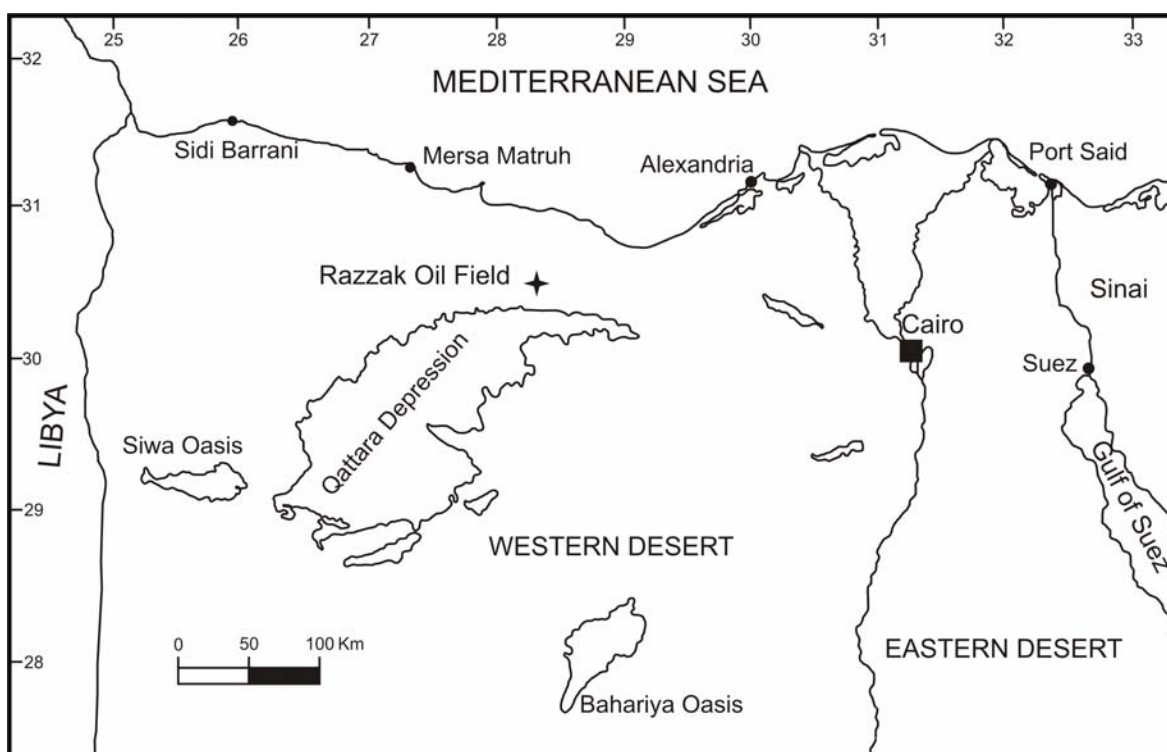 25 26 27 28 29 30 31 32 33
32
MEDITERRANEAN SEA
Sidi Barrani
Mersa Matruh
Alexandria
Port Said
31
Razzak Oil Field
Sinai
Cairo
30
Suez
Qattara Depression
LIBYA
Siwa Oasis
Gulf of Suez
29
WESTERN DESERT
0 50 100 Km
EASTERN DESERT
28
Bahariya Oasis